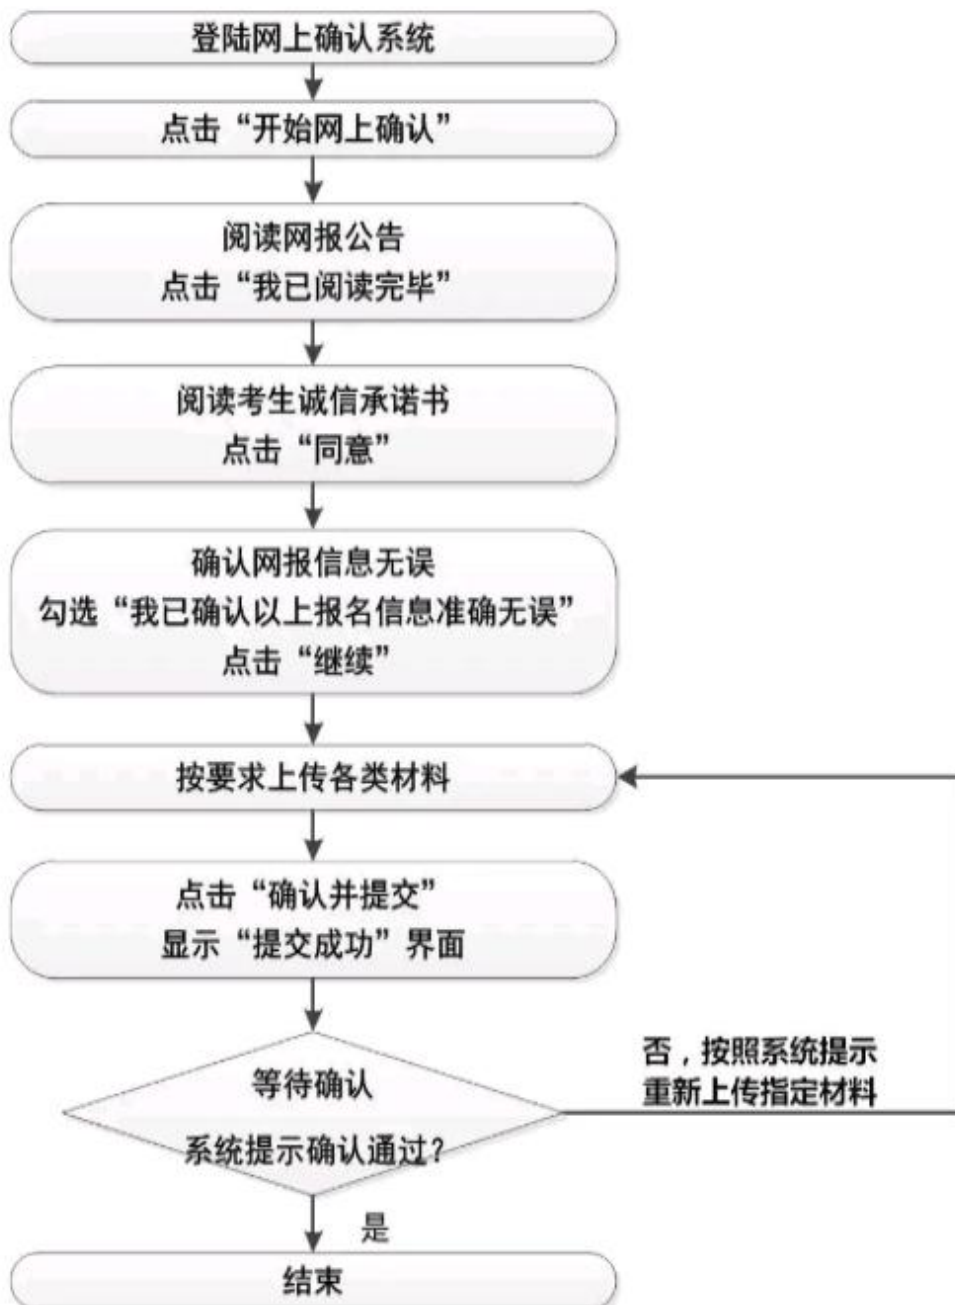 登陆网上确认系统
点击“开始网上确认”
阅读网报公告
点击“我已阅读完毕”
阅读考生诚信承诺书
点击“同意”
确认网报信息无误
勾选“我已确认以上报名信息准确无误”
点击“继续”
按要求上传各类材料
点击“确认并提交”
显示“提交成功”界面
等待确认
系统提示确认通过?
否，按照系统提示
重新上传指定材料
是
结束